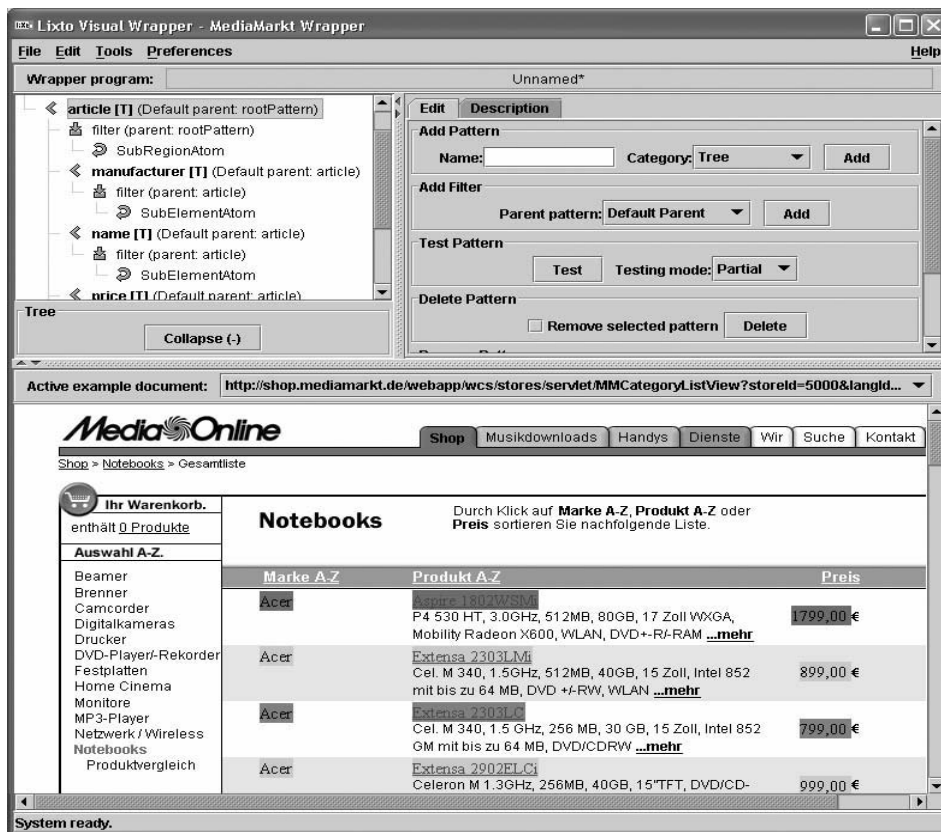 Lixto Visual Wrapper - MediaMarkt Wrapper
File Edit Tools Preferences Help
Wrapper program: Unnamed*
article [T] (Default parent: rootPattern)
filter (parent: rootPattern)
SubRegionAtom
manufacturer [T] (Default parent: article)
filter (parent: article)
SubElementAtom
name [T] (Default parent: article)
filter (parent: article)
SubElementAtom
price [T] (Default parent: article)
Tree
Collapse (-)
Edit Description
Add Pattern
Name: Category: Tree Add
Add Filter
Parent pattern: Default Parent Add
Test Pattern
Test Testing mode: Partial
Delete Pattern
Remove selected pattern Delete
Active example document: http://shop.mediamarkt.de/webapp/wcs/stores/servlet/MMCategoryListView?storeId=5000&langId...
Media Online
Shop Musikdownloads Handys Dienste Wir Suche Kontakt
Shop > Notebooks > Gesamtliste
Ihr Warenkorb.
enthält 0 Produkte
Auswahl A-Z.
Beamer
Brenner
Camcorder
Digitalkameras
Drucker
DVD-Player/-Rekorder
Festplatten
Home Cinema
Monitore
MP3-Player
Netzwerk / Wireless
Notebooks
Produktvergleich
Notebooks
Durch Klick auf Marke A-Z, Produkt A-Z oder
Preis sortieren Sie nachfolgende Liste.
Marke A-Z Produkt A-Z Preis
Acer Aspire 1802WSMi 1799,00 €
P4 530 HT, 3.0GHz, 512MB, 80GB, 17 Zoll WXGA,
Mobility Radeon X600, WLAN, DVD+-R/-RAM ...mehr
Acer Extensa 2303LMi 899,00 €
Cel. M 340, 1.5GHz, 512MB, 40GB, 15 Zoll, Intel 852
mit bis zu 64 MB, DVD +/-RW, WLAN ...mehr
Acer Extensa 2303LC 799,00 €
Cel. M 340, 1.5 GHz, 256 MB, 30 GB, 15 Zoll, Intel 852
GM mit bis zu 64 MB, DVD/CDRW ...mehr
Acer Extensa 2902ELCi 999,00 €
Celeron M 1.3GHz, 256MB, 40GB, 15"TFT, DVD/CD-
System ready.